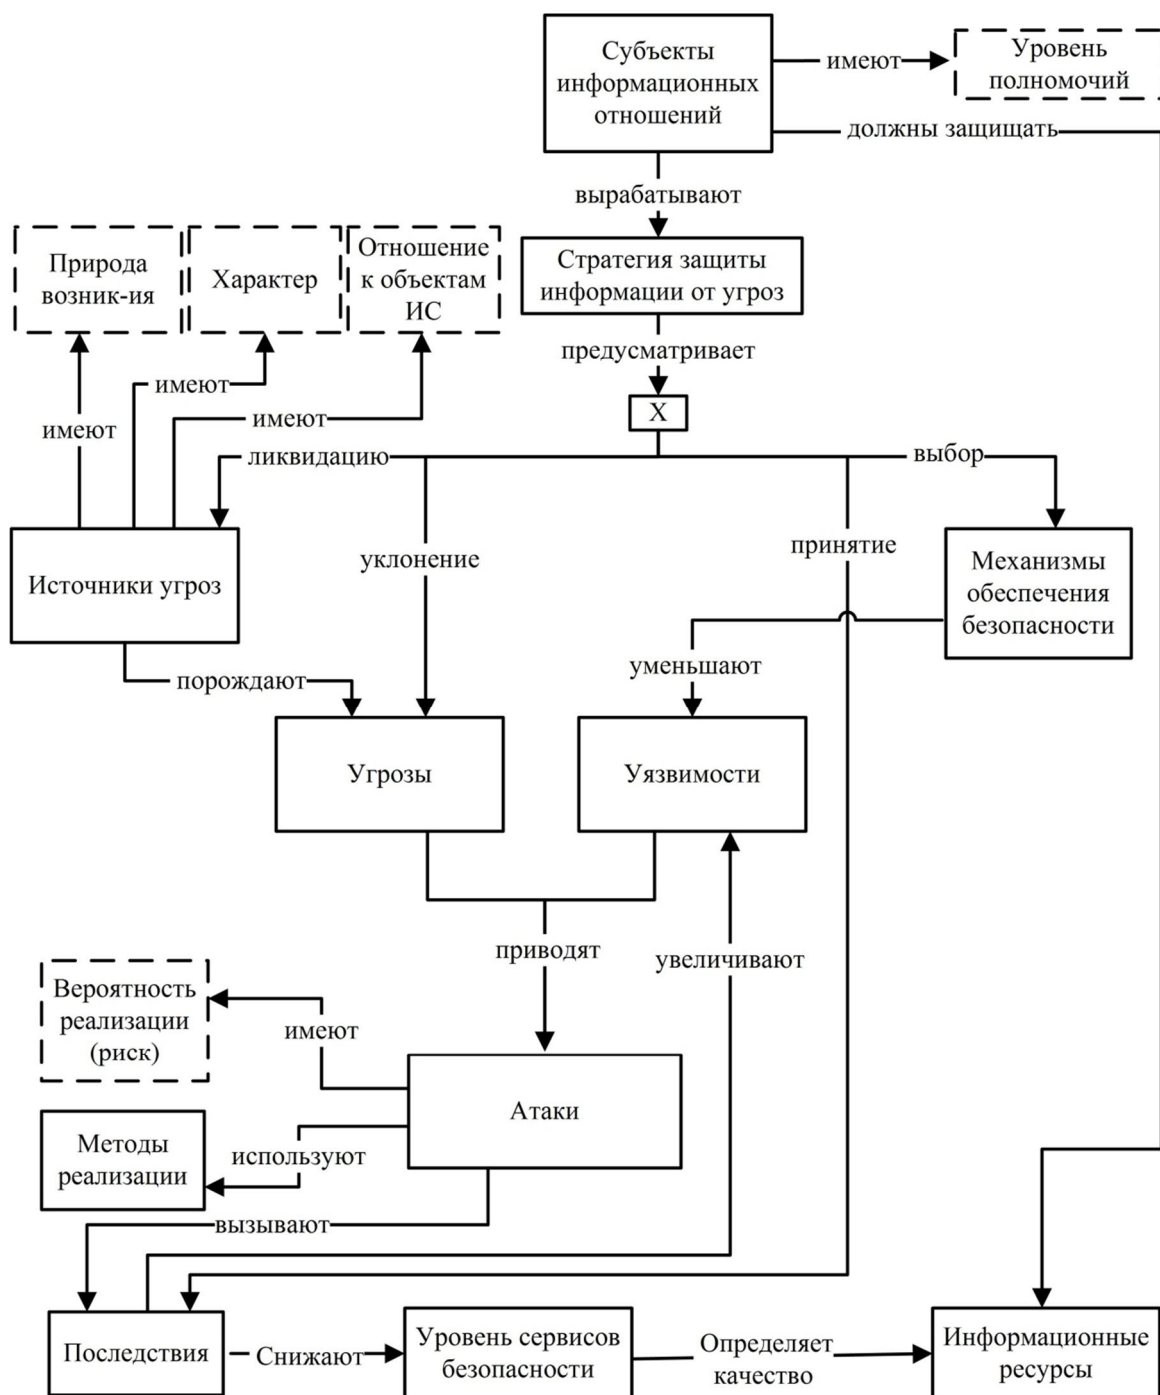 Субъекты
информационных
отношений
имеют
Уровень
полномочий
должны защищать
вырабатывают
Природа
возник-ия
Характер
Отношение
к объектам
ИС
Стратегия защиты
информации от угроз
предусматривает
имеют
имеют
имеют
X
ликвидацию
выбор
уклонение
принятие
Источники угроз
Механизмы
обеспечения
безопасности
порождают
уменьшают
Угрозы
Уязвимости
приводят
увеличивают
Вероятность
реализации
(риск)
имеют
Атаки
Методы
реализации
используют
вызывают
Последствия
Снижают
Уровень сервисов
безопасности
Определяет
качество
Информационные
ресурсы